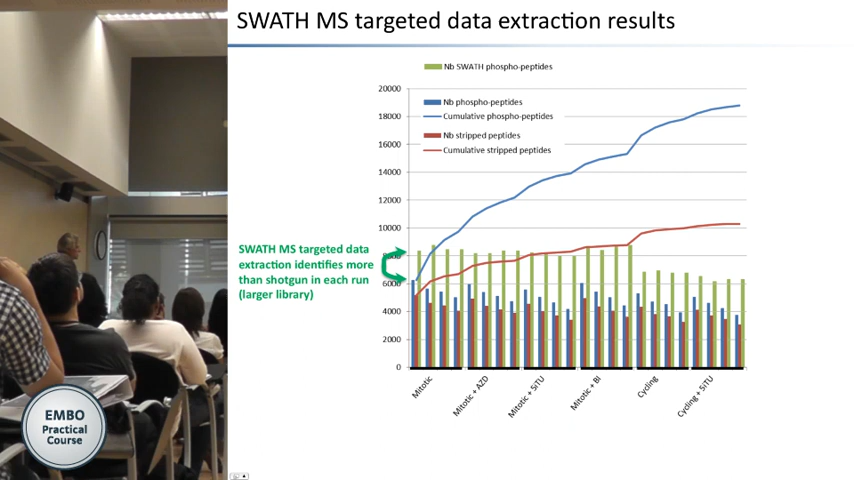 SWATH MS targeted data extraction results
Nb SWATH phospho-peptides
Nb phospho-peptides
Cumulative phospho-peptides
Nb stripped peptides
Cumulative stripped peptides
20000
18000
16000
14000
12000
10000
6000
4000
2000
0
SWATH MS targeted data
extraction identifies more
than shotgun in each run
(larger library)
Mitotic
Mitotic + AZD
Mitotic + SiTU
Mitotic + BI
Cycling
Cycling + SiTU
EMBO
Practical
Course